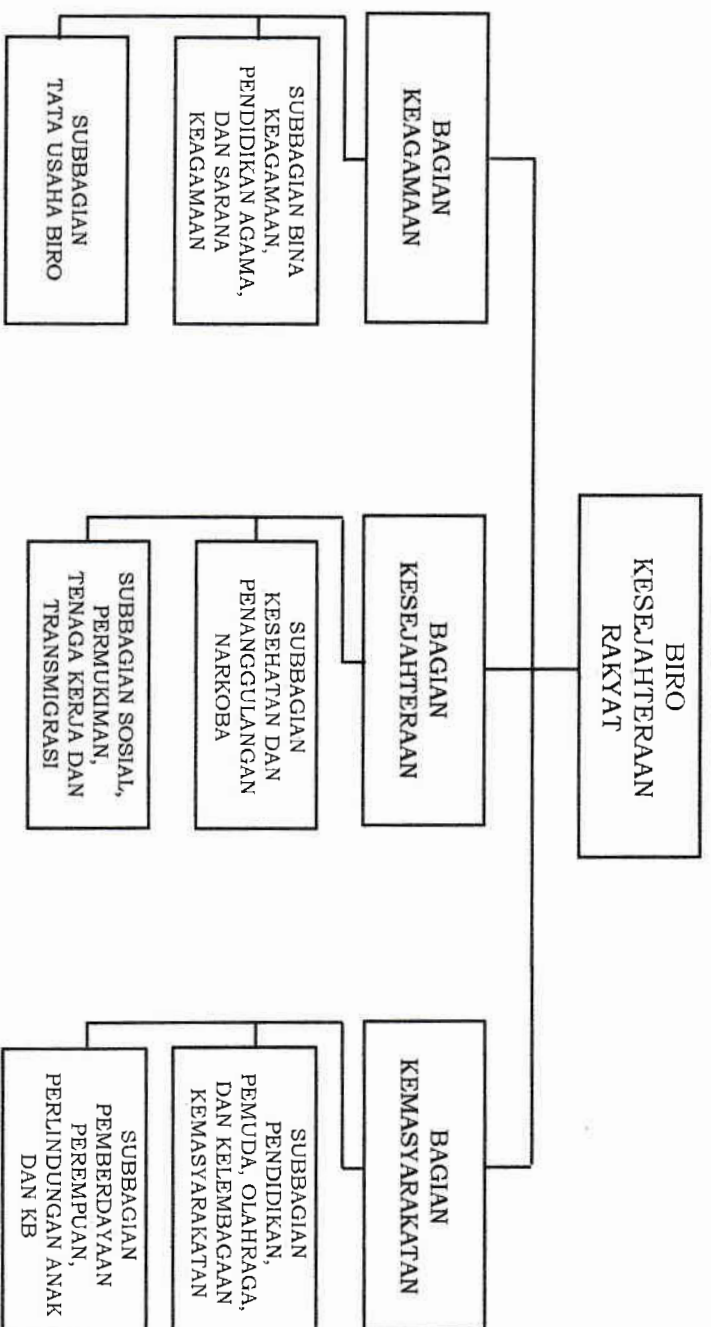 BIRO
KESEJAHTERAAN
RAKYAT
BAGIAN
KEAGAMAAN
SUBBAGIAN BINA
KEAGAMAAN,
PENDIDIKAN AGAMA,
DAN SARANA
KEAGAMAAN
SUBBAGIAN
TATA USAHA BIRO
BAGIAN
KESEJAHTERAAN
SUBBAGIAN
KESEHATAN DAN
PENANGGULANGAN
NARKOBA
SUBBAGIAN SOSIAL,
PERMUKIMAN,
TENAGA KERJA DAN
TRANSMIGRASI
BAGIAN
KEMASYARAKATAN
SUBBAGIAN
PENDIDIKAN,
PEMUDA, OLAHRAGA,
DAN KELEMBAGAAN
KEMASYARAKATAN
SUBBAGIAN
PEMBERDAYAAN
PEREMPUAN,
PERLINDUNGAN ANAK
DAN KB